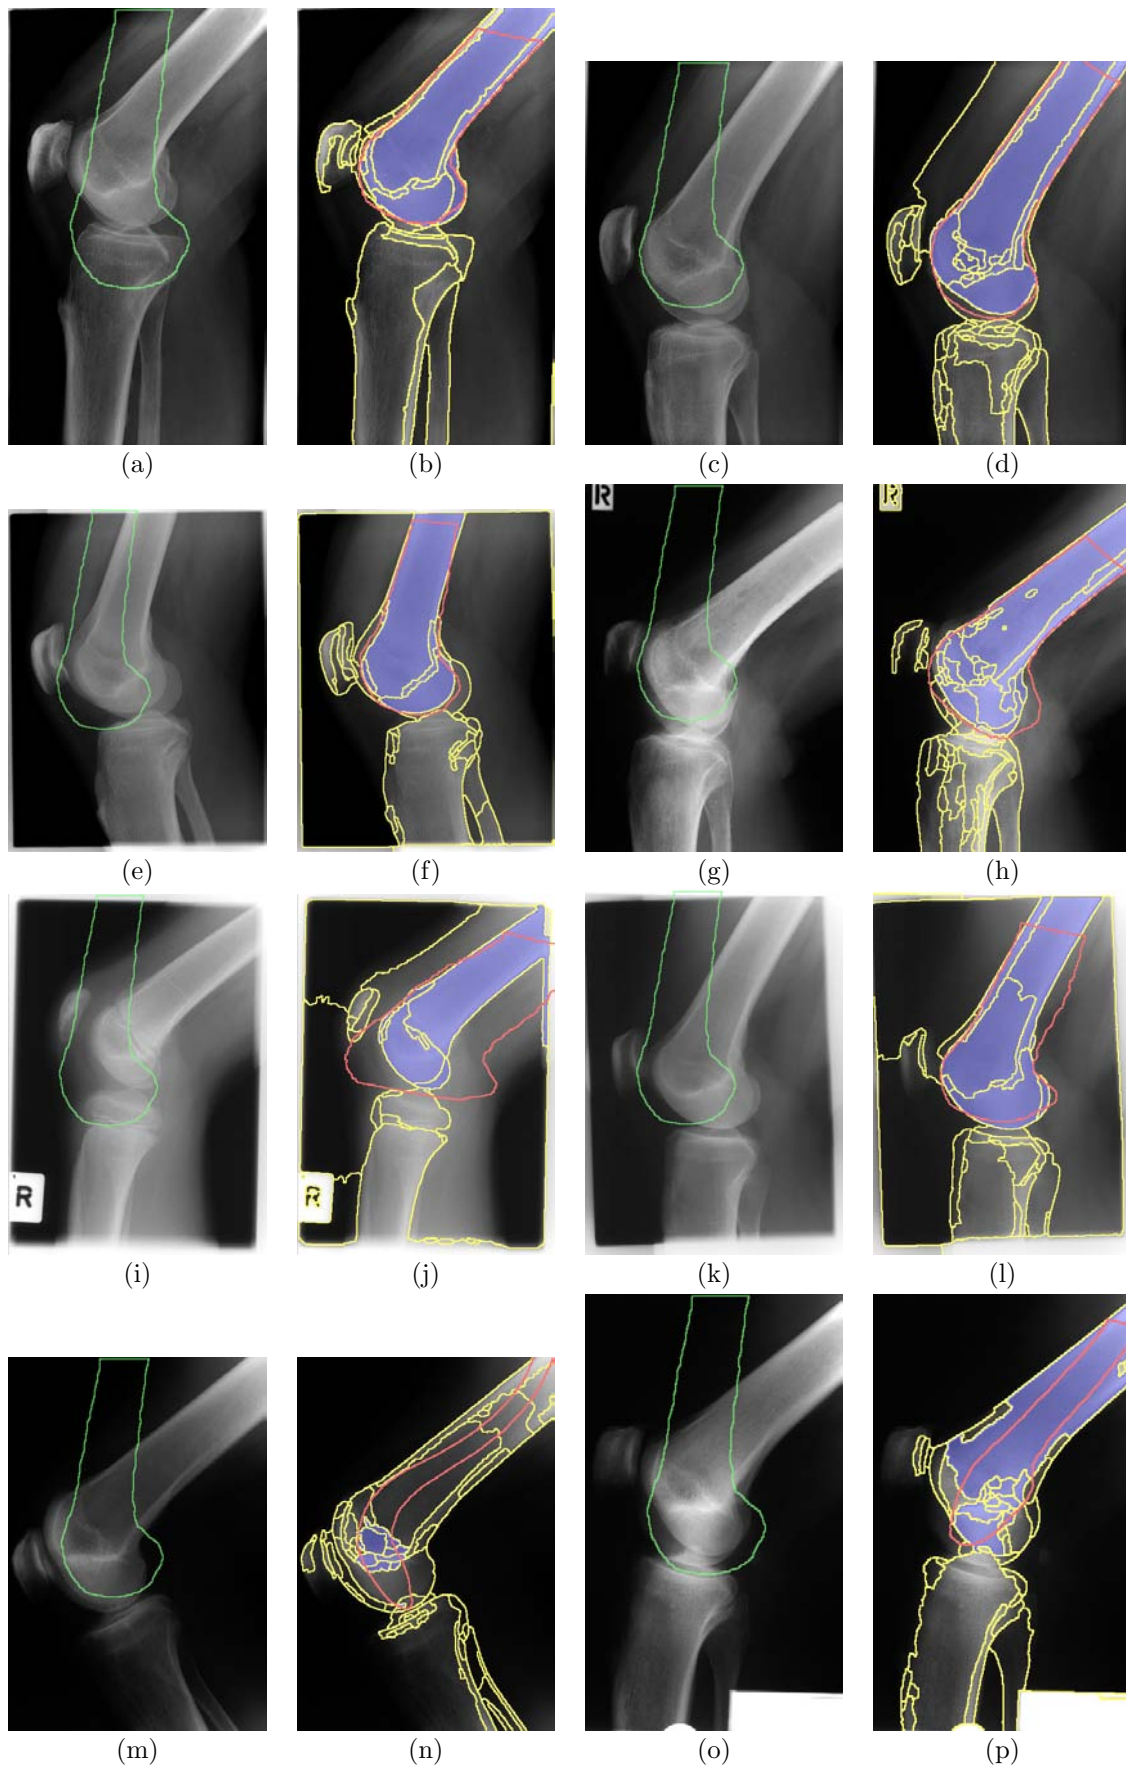 (a) (b) (c) (d)
R R
(e) (f) (g) (h)
R R
(i) (j) (k) (l)
(m) (n) (o) (p)